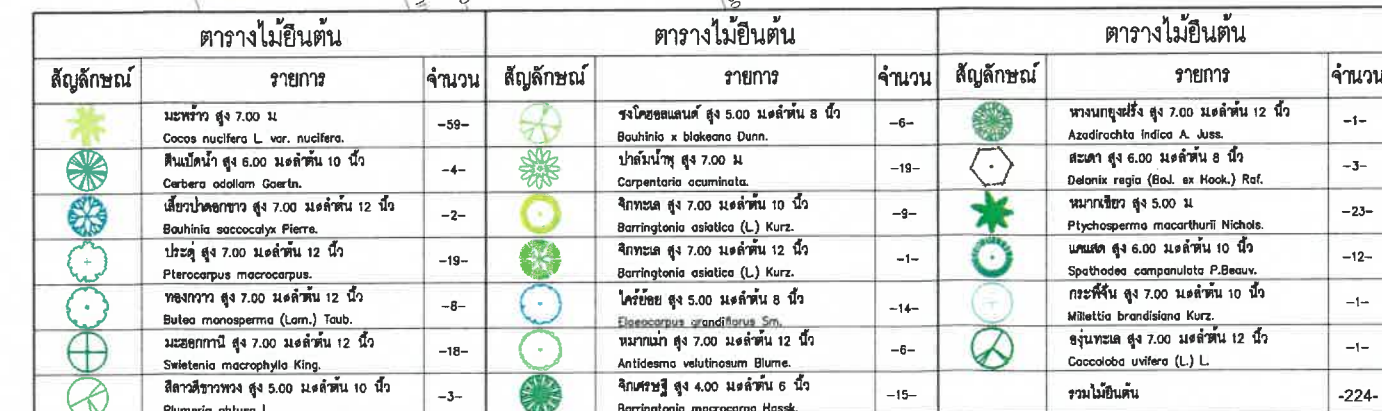 ตารางไม้ยืนต้น
สัญลักษณ์ รายการ จำนวน
มะพร้าว สูง 7.00 ม
Cocos nucifera L. var. nucifera.
-59-
ตีนเป็ดน้ำ สูง 6.00 ม๑ลำต้น 10 นิ้ว
Cerbera odollam Gaertn.
-4-
เสี้ยวป่าดอกขาว สูง 7.00 ม๑ลำต้น 12 นิ้ว
Bauhinia saccocalyx Pierre.
-2-
ประดู่ สูง 7.00 ม๑ลำต้น 12 นิ้ว
Pterocarpus macrocarpus.
-19-
ทองกวาว สูง 7.00 ม๑ลำต้น 12 นิ้ว
Butea monosperma (Lam.) Taub.
-8-
มะฮอกกานี สูง 7.00 ม๑ลำต้น 12 นิ้ว
Swietenia macrophylla King.
-18-
ลีลาวดีขาวพวง สูง 5.00 ม๑ลำต้น 10 นิ้ว
Plumeria obtusa L.
-3-
ตารางไม้ยืนต้น
สัญลักษณ์ รายการ จำนวน
ชงโคฮอลแลนด์ สูง 5.00 ม๑ลำต้น 8 นิ้ว
Bauhinia x blakeana Dunn.
-6-
ปาล์มน้ำพุ สูง 7.00 ม
Carpentaria acuminata.
-19-
จิกทะเล สูง 7.00 ม๑ลำต้น 10 นิ้ว
Barringtonia asiatica (L.) Kurz.
-9-
จิกทะเล สูง 7.00 ม๑ลำต้น 12 นิ้ว
Barringtonia asiatica (L.) Kurz.
-1-
ไคร้ย้อย สูง 5.00 ม๑ลำต้น 8 นิ้ว
Elaeocarpus grandiflorus Sm.
-14-
หมากเม่า สูง 7.00 ม๑ลำต้น 12 นิ้ว
Antidesma velutinosum Blume.
-6-
จิกเศรษฐี สูง 4.00 ม๑ลำต้น 6 นิ้ว
Barringtonia macrocarpa Hassk.
-15-
ตารางไม้ยืนต้น
สัญลักษณ์ รายการ จำนวน
หางนกยูงฝรั่ง สูง 7.00 ม๑ลำต้น 12 นิ้ว
Azadirachta indica A. Juss.
-1-
สะเดา สูง 6.00 ม๑ลำต้น 8 นิ้ว
Delonix regia (BoJ. ex Hook.) Raf.
-3-
หมากเขียว สูง 5.00 ม
Ptychosperma macarthurii Nichols.
-23-
แคแสด สูง 6.00 ม๑ลำต้น 10 นิ้ว
Spathodea campanulata P.Beauv.
-12-
กระพี้จั่น สูง 7.00 ม๑ลำต้น 10 นิ้ว
Millettia brandisiana Kurz.
-1-
องุ่นทะเล สูง 7.00 ม๑ลำต้น 12 นิ้ว
Coccoloba uvifera (L.) L.
-1-
รวมไม้ยืนต้น
-224-